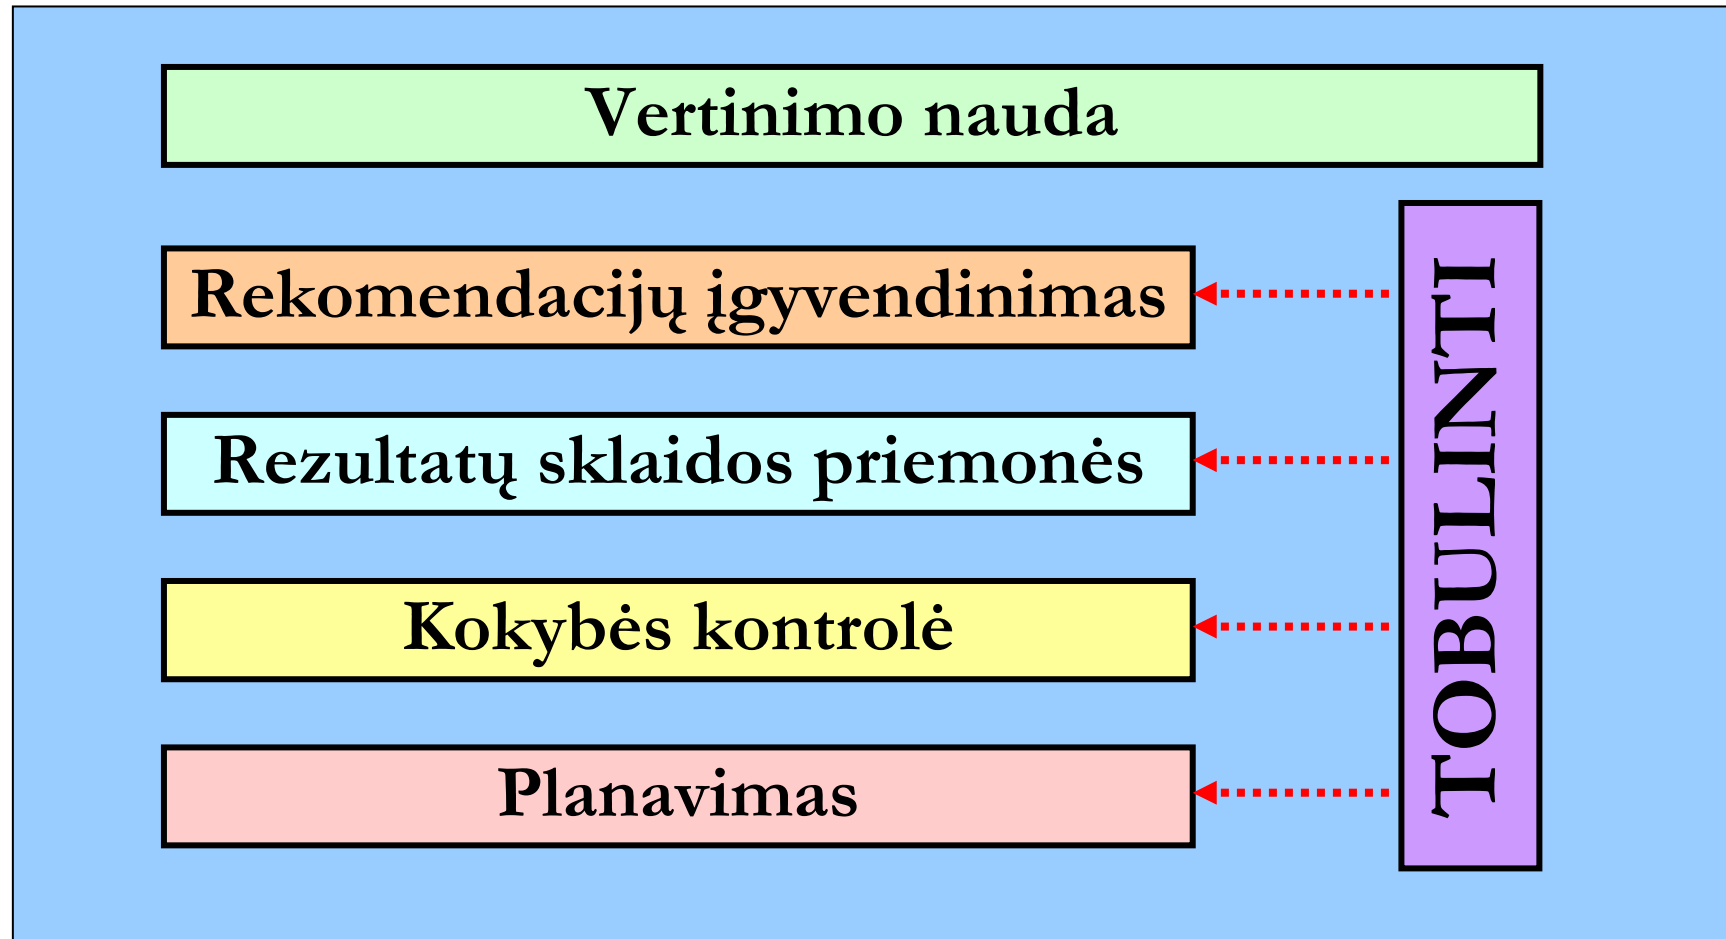 Vertinimo nauda
Rekomendacijų įgyvendinimas
Rezultatų sklaidos priemonės
Kokybės kontrolė
Planavimas
TOBULINTI